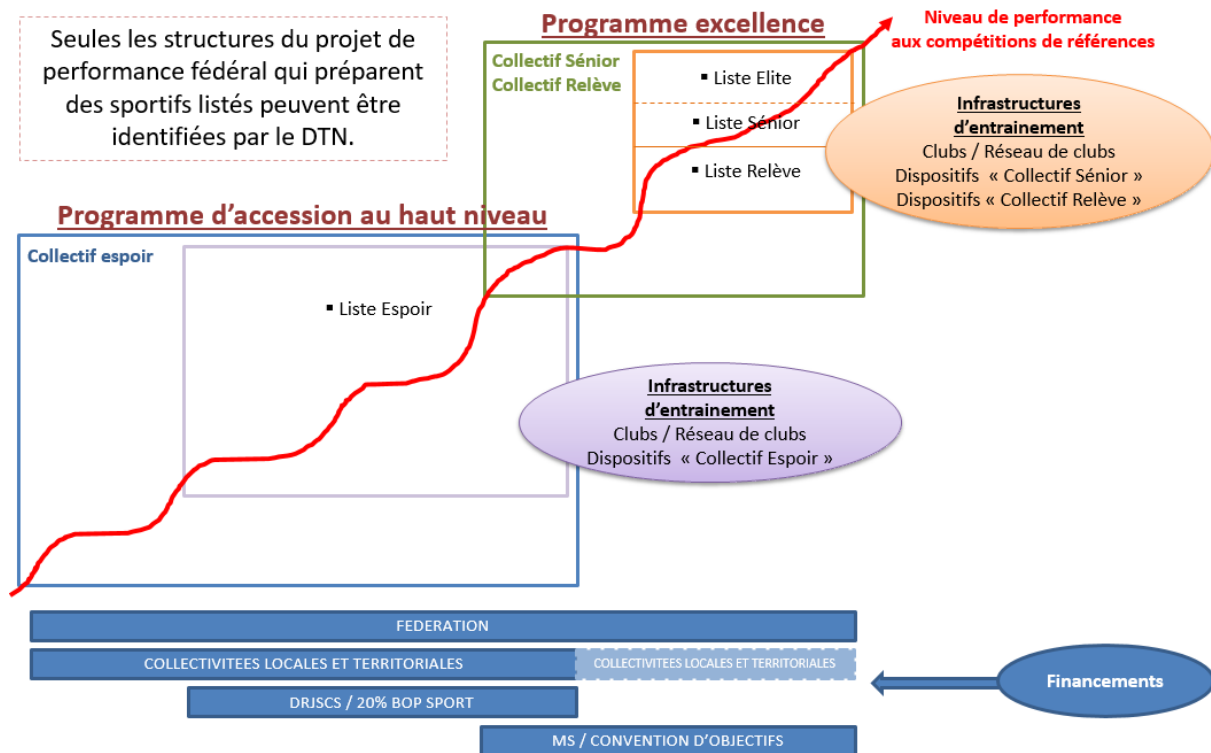 Seules les structures du projet de
performance fédéral qui préparent
des sportifs listés peuvent être
identifiées par le DTN.
Programme excellence
Niveau de performance
aux compétitions de références
Collectif Sénior
Collectif Relève
▪ Liste Elite
▪ Liste Sénior
▪ Liste Relève
Infrastructures
d'entrainement
Clubs / Réseau de clubs
Dispositifs « Collectif Sénior »
Dispositifs « Collectif Relève »
Programme d'accession au haut niveau
Collectif espoir
▪ Liste Espoir
Infrastructures
d'entrainement
Clubs / Réseau de clubs
Dispositifs « Collectif Espoir »
FEDERATION
COLLECTIVITEES LOCALES ET TERRITORIALES
COLLECTIVITEES LOCALES ET TERRITORIALES
DRJSCS / 20% BOP SPORT
MS / CONVENTION D'OBJECTIFS
Financements